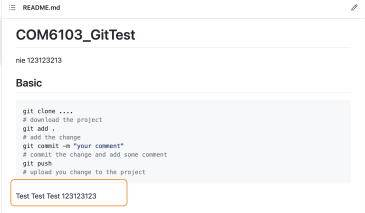 README.md
COM6103_GitTest
nie 123123213
Basic
git clone ....
# download the project
git add .
# add the change
git commit -m "your comment"
# commit the change and add some comment
git push
# upload you change to the project
Test Test Test 123123123